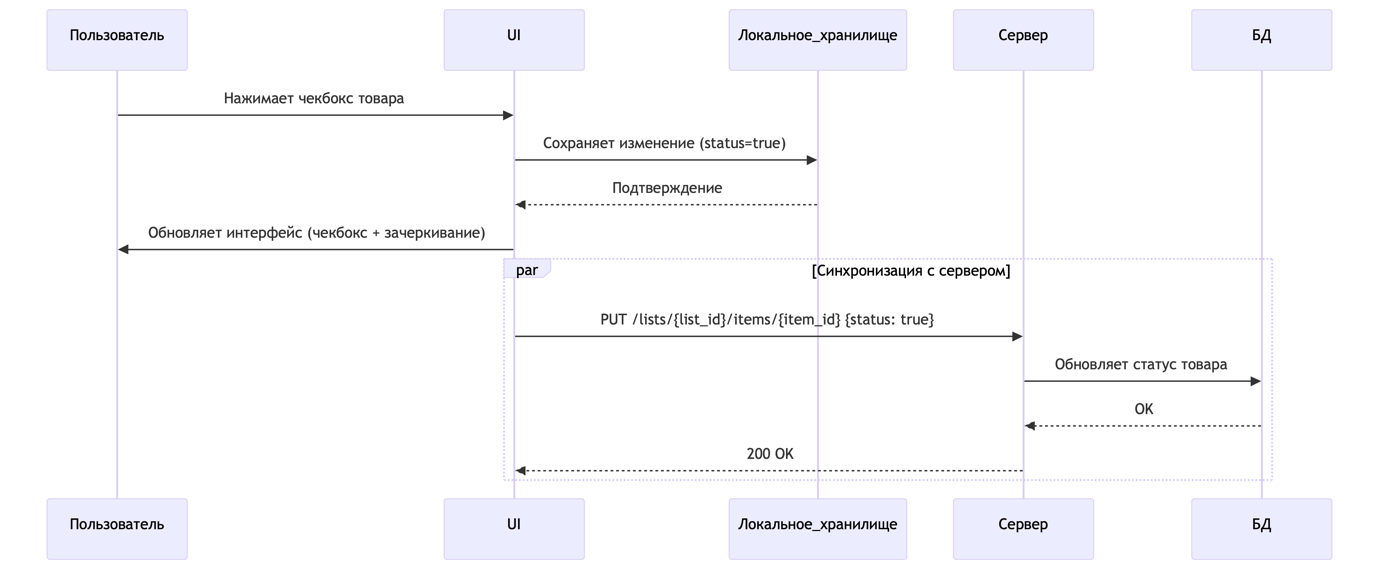 Пользователь
UI
Локальное_хранилище
Сервер
БД
Нажимает чекбокс товара
Сохраняет изменение (status=true)
Подтверждение
Обновляет интерфейс (чекбокс + зачеркивание)
par
[Синхронизация с сервером]
PUT /lists/{list_id}/items/{item_id} {status: true}
Обновляет статус товара
OK
200 OK
Пользователь
UI
Локальное_хранилище
Сервер
БД